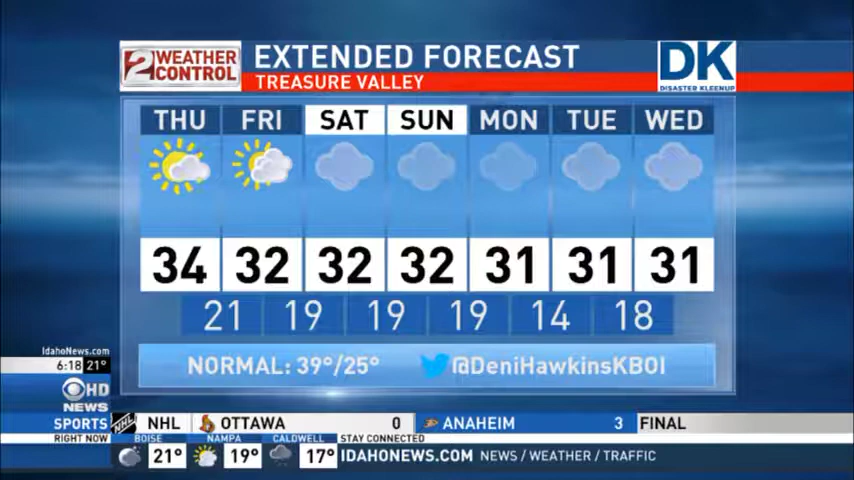 2 WEATHER CONTROL
EXTENDED FORECAST
TREASURE VALLEY
DK
DISASTER KLEENUP
THU FRI SAT SUN MON TUE WED
34 32 32 32 31 31 31
21 19 19 19 14 18
NORMAL: 39°/25° @DeniHawkinsKBOI
IdahoNews.com
6:18 21°
HD
NEWS
SPORTS NHL NHL OTTAWA 0 ANAHEIM 3 FINAL
RIGHT NOW BOISE NAMPA CALDWELL STAY CONNECTED
21° 19° 17° IDAHONEWS.COM NEWS / WEATHER / TRAFFIC